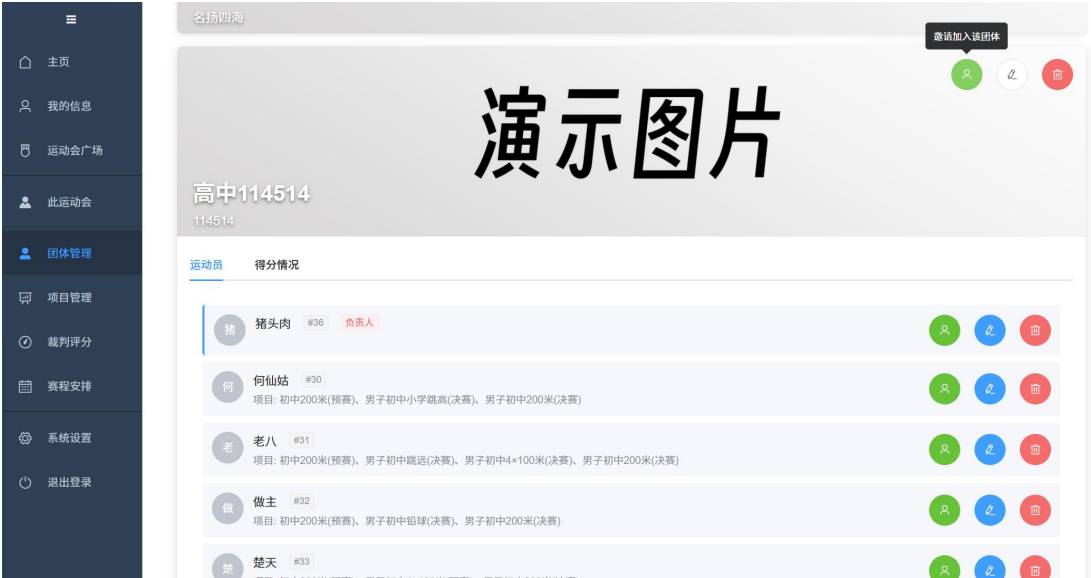 名扬四海
邀请加入该团体
主页
我的信息
运动会广场
此运动会
团体管理
项目管理
裁判评分
赛程安排
系统设置
退出登录
演示图片
高中114514
114514
运动员 得分情况
猪 猪头肉 #36 负责人
何 何仙姑 #30
项目: 初中200米(预赛)、男子初中小学跳高(决赛)、男子初中200米(决赛)
老 老八 #31
项目: 初中200米(预赛)、男子初中跳远(决赛)、男子初中4×100米(决赛)、男子初中200米(决赛)
做 做主 #32
项目: 初中200米(预赛)、男子初中铅球(决赛)、男子初中200米(决赛)
楚 楚天 #33